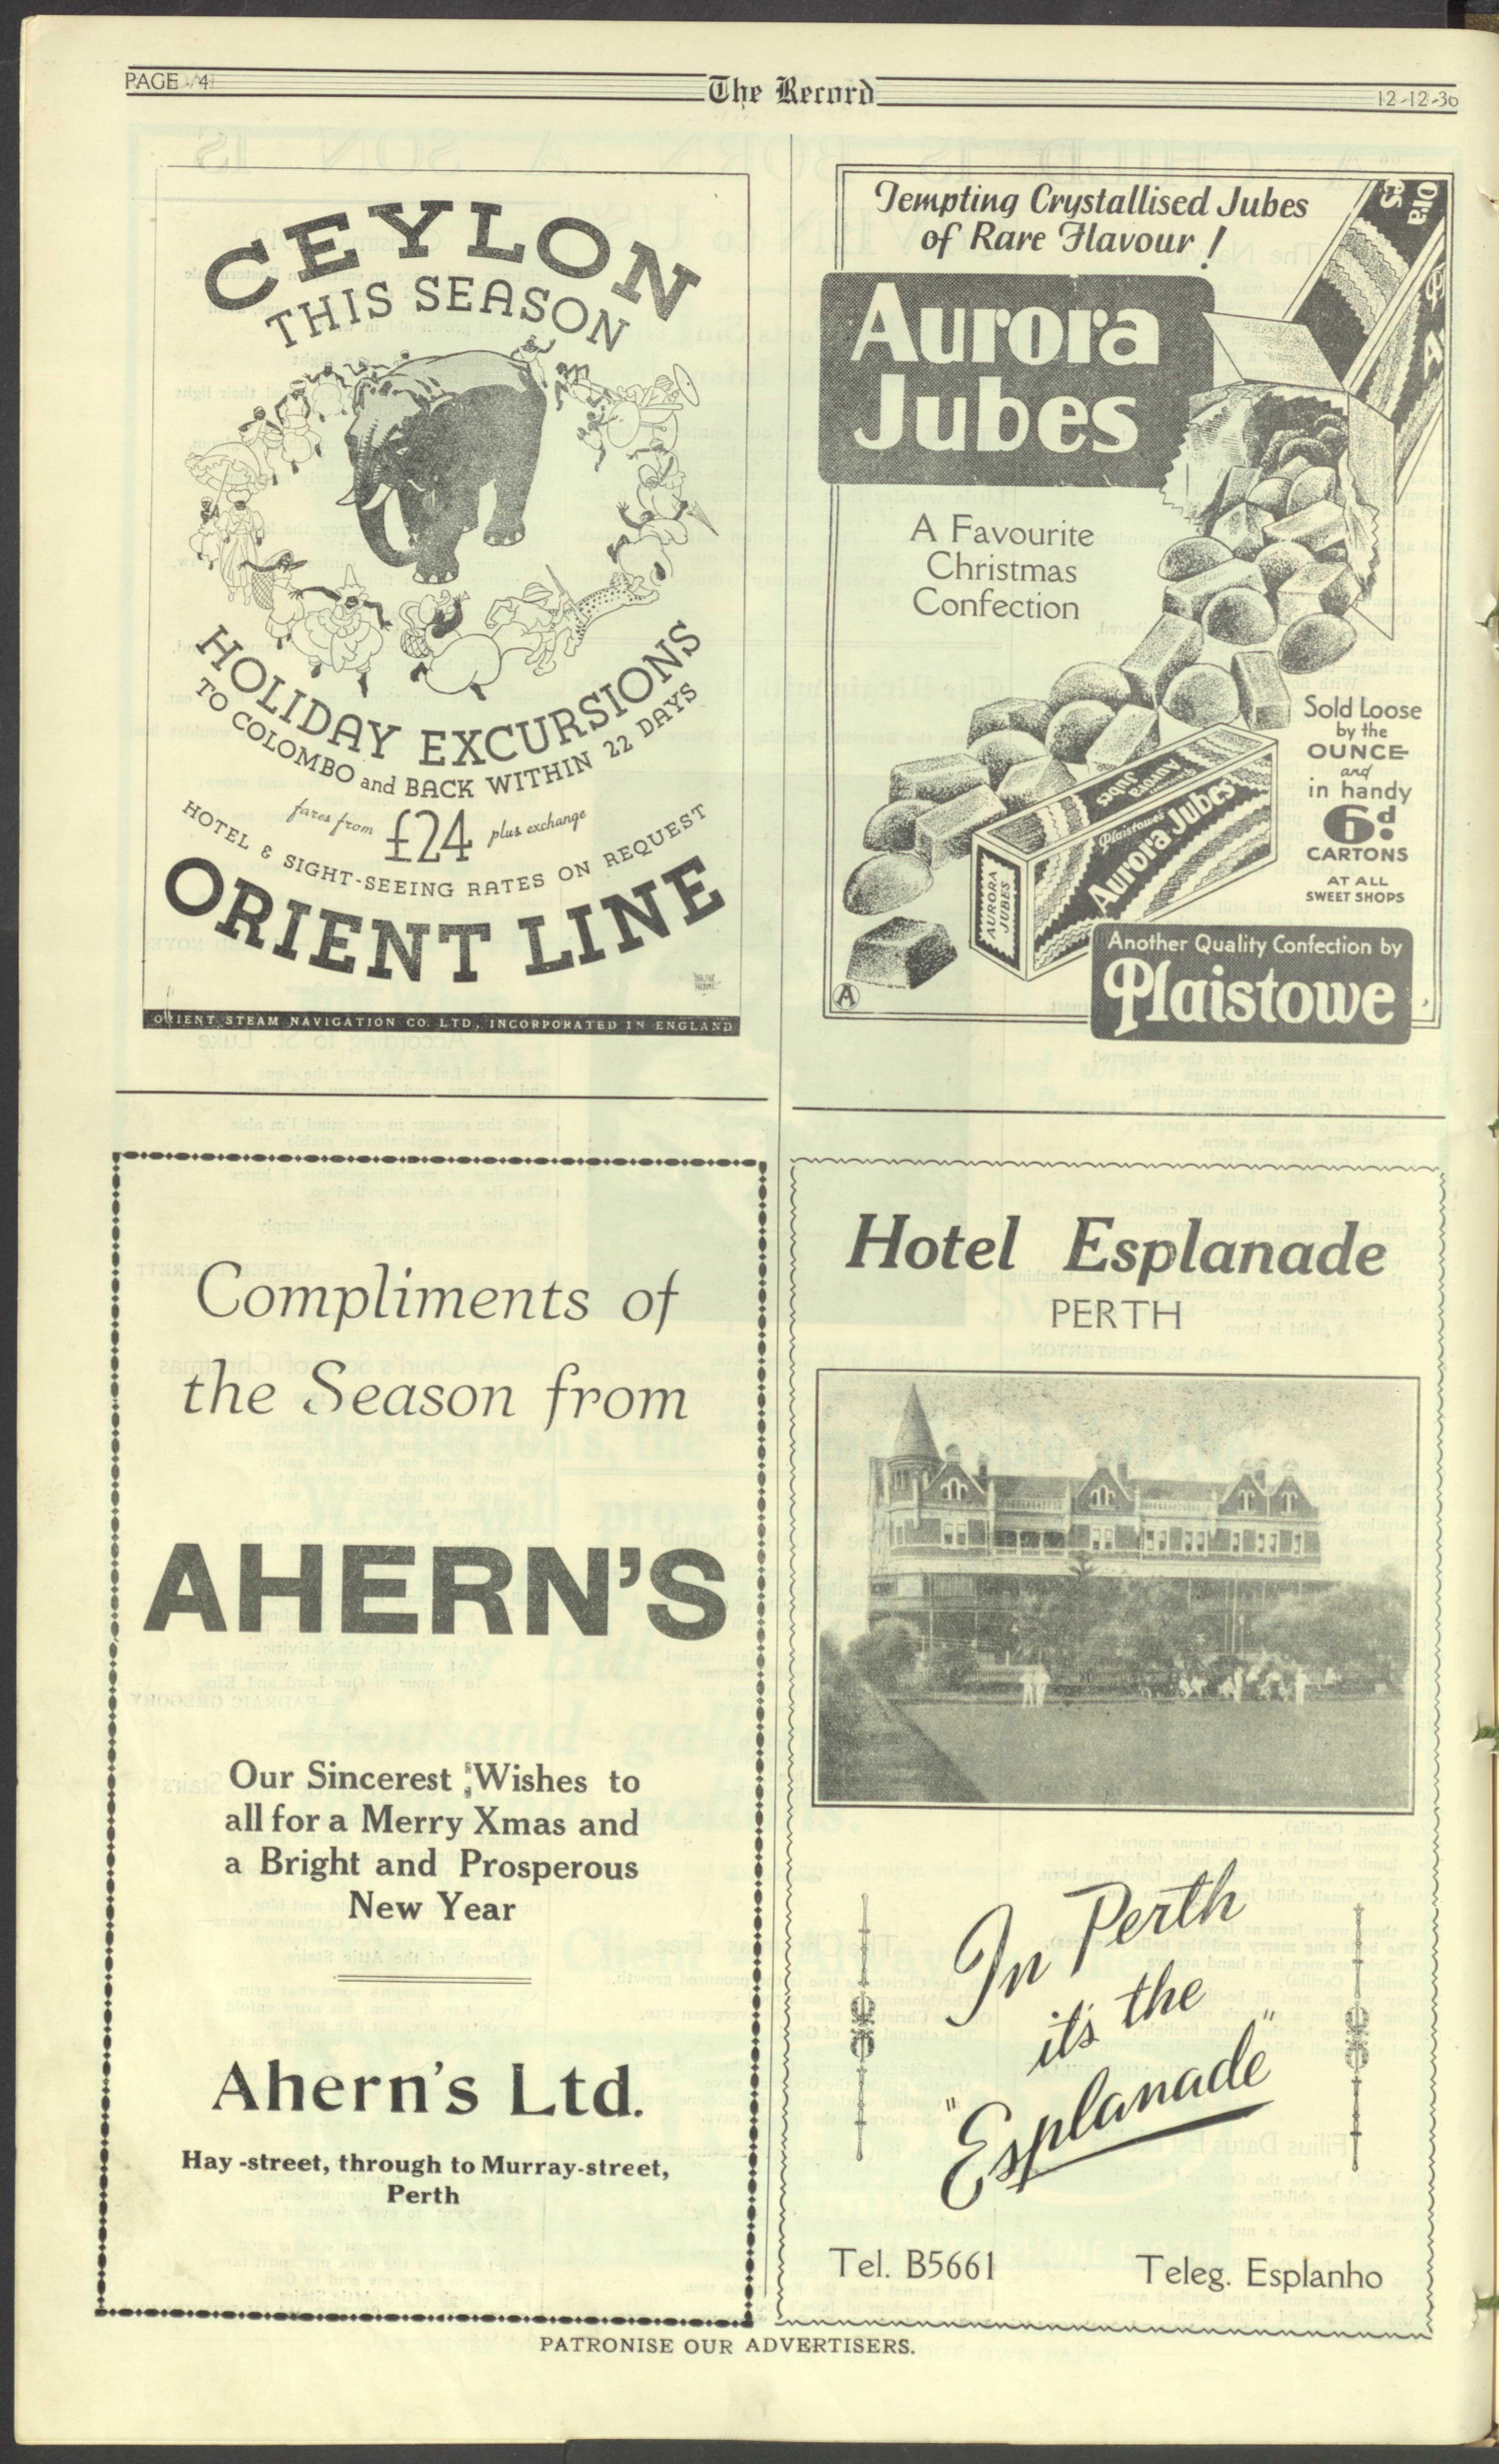 PAGE 4
The Record
12-12-36
CEYLON
THIS SEASON
HOLIDAY EXCURSIONS
TO COLOMBO and BACK WITHIN 22 DAYS
fares from £24 plus exchange
HOTEL & SIGHT-SEEING RATES ON REQUEST
ORIENT LINE
ORIENT STEAM NAVIGATION CO. LTD., INCORPORATED IN ENGLAND
Tempting Crystallised Jubes
of Rare Flavour!
Aurora
Jubes
A Favourite
Christmas
Confection
Sold Loose
by the
OUNCE
and
in handy
6d.
CARTONS
AT ALL
SWEET SHOPS
Plaistowe's
Aurora Jubes
Plaistowe's
Aurora Jubes
AURORA
JUBES
Another Quality Confection by
Plaistowe
A
Compliments of
the Season from
AHERN'S
Our Sincerest Wishes to
all for a Merry Xmas and
a Bright and Prosperous
New Year
Ahern's Ltd.
Hay-street, through to Murray-street,
Perth
Hotel Esplanade
PERTH
In Perth
it's the
"Esplanade"
Tel. B5661
Teleg. Esplanho
PATRONISE OUR ADVERTISERS.